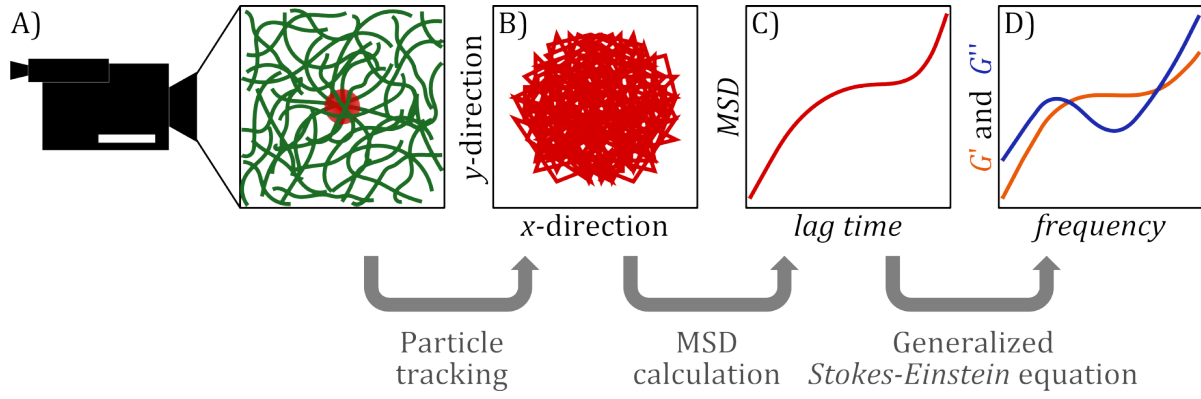 A)
B)
C)
D)
y-direction
MSD
G' and G''
x-direction
lag time
frequency
Particle
tracking
MSD
calculation
Generalized
Stokes-Einstein equation